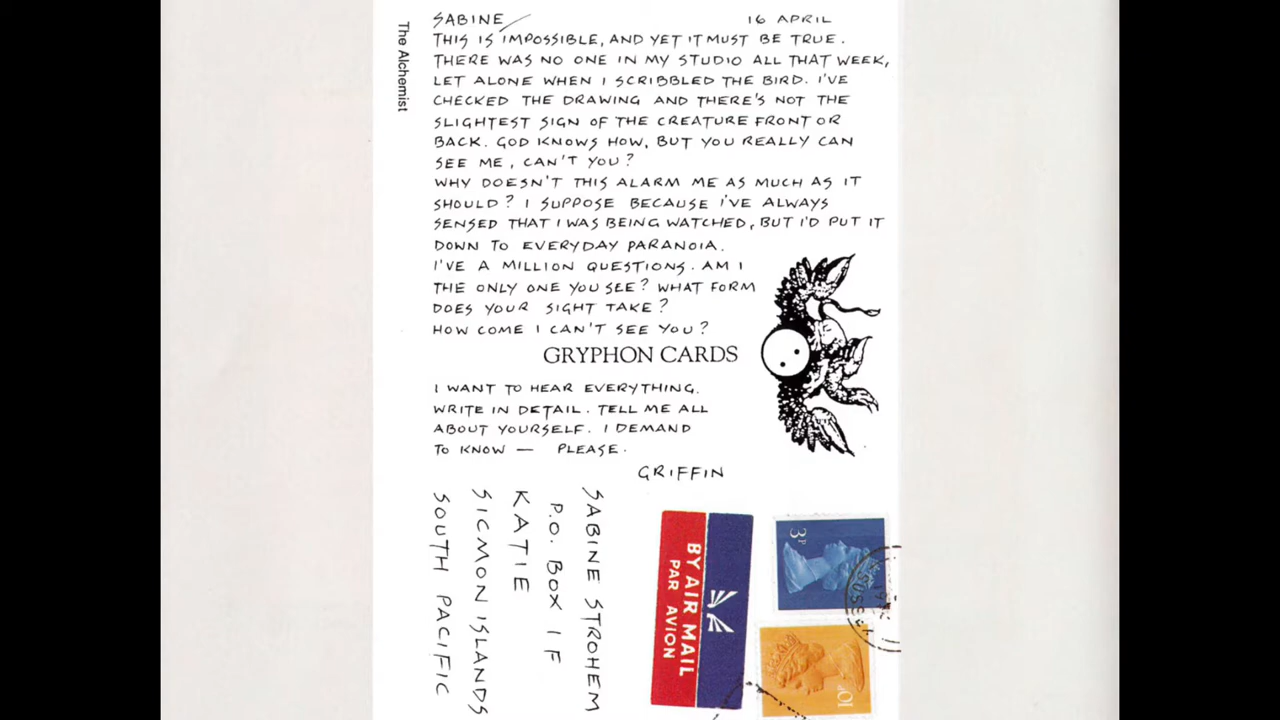 The Alchemist
SABINE 16 APRIL
THIS IS IMPOSSIBLE, AND YET IT MUST BE TRUE.
THERE WAS NO ONE IN MY STUDIO ALL THAT WEEK,
LET ALONE WHEN I SCRIBBLED THE BIRD. I'VE
CHECKED THE DRAWING AND THERE'S NOT THE
SLIGHTEST SIGN OF THE CREATURE FRONT OR
BACK. GOD KNOWS HOW, BUT YOU REALLY CAN
SEE ME, CAN'T YOU?
WHY DOESN'T THIS ALARM ME AS MUCH AS IT
SHOULD? I SUPPOSE BECAUSE I'VE ALWAYS
SENSED THAT I WAS BEING WATCHED, BUT I'D PUT IT
DOWN TO EVERYDAY PARANOIA.
I'VE A MILLION QUESTIONS. AM I
THE ONLY ONE YOU SEE? WHAT FORM
DOES YOUR SIGHT TAKE?
HOW COME I CAN'T SEE YOU?
GRYPHON CARDS
I WANT TO HEAR EVERYTHING.
WRITE IN DETAIL. TELL ME ALL
ABOUT YOURSELF. I DEMAND
TO KNOW — PLEASE.
GRIFFIN
SABINE STROHEM
P.O. BOX 1 F
KATIE
SICMON ISLANDS
SOUTH PACIFIC
BY AIR MAIL
PAR AVION
3P